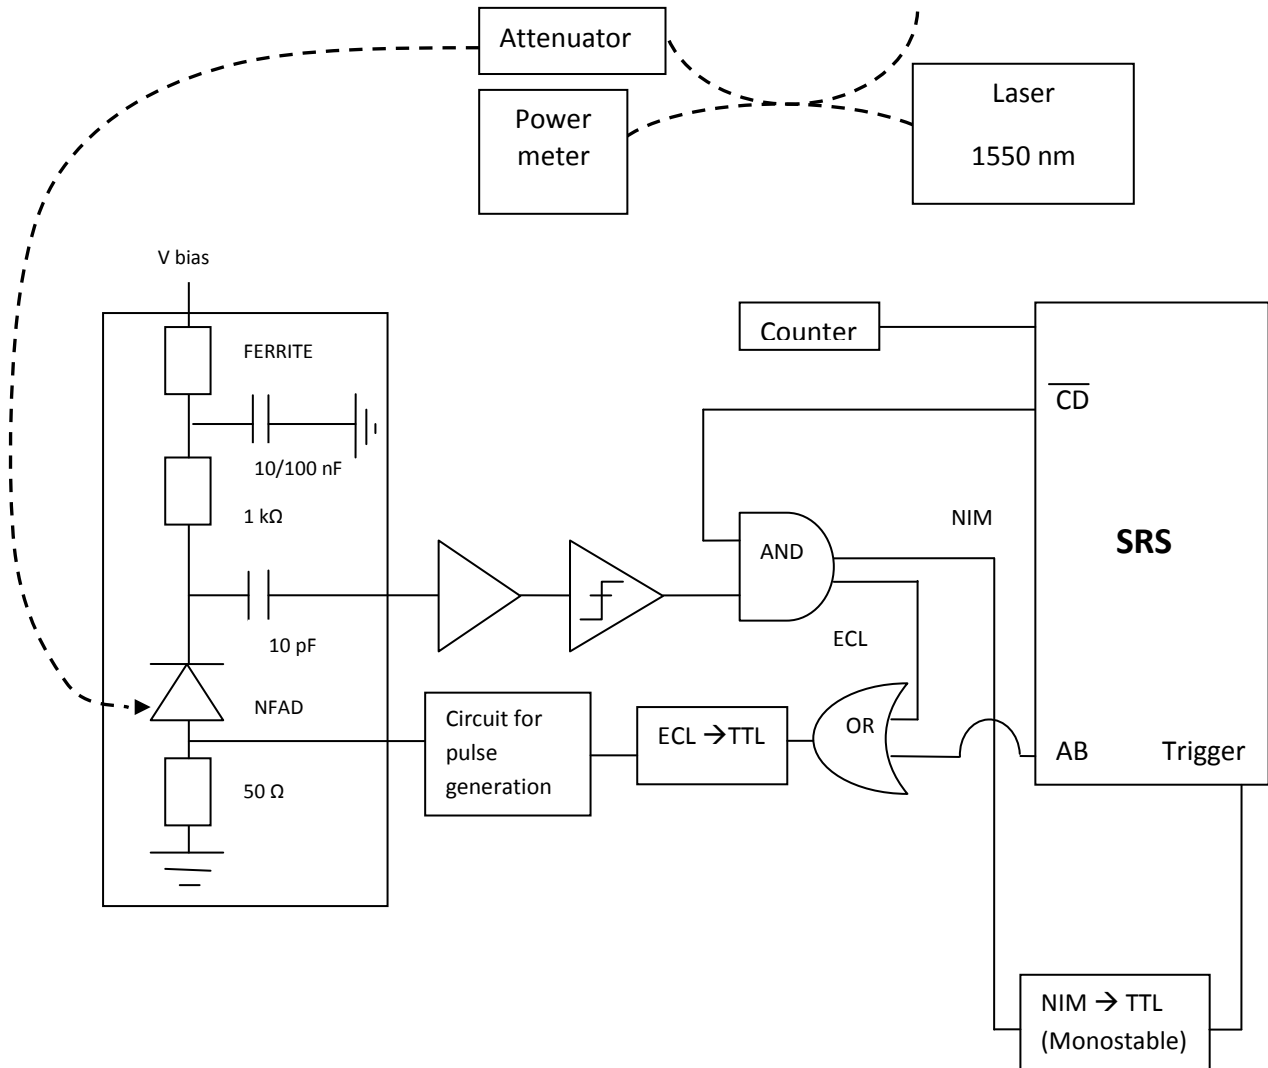 Attenuator
Power
meter
Laser
1550 nm
V bias
FERRITE
10/100 nF
1 kΩ
10 pF
NFAD
50 Ω
Counter
CD
NIM
AND
SRS
ECL
Circuit for
pulse
generation
ECL → TTL
OR
AB
Trigger
NIM → TTL
(Monostable)